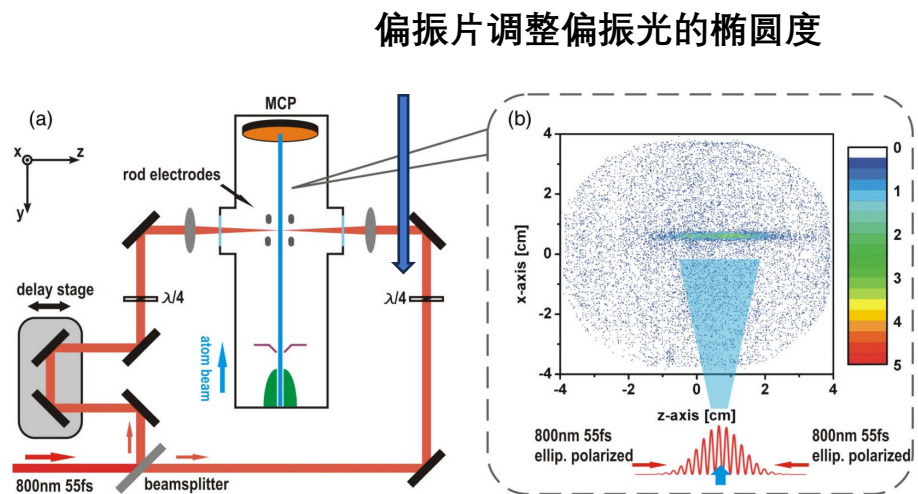 偏振片调整偏振光的椭圆度
(a)
x
z
y
MCP
rod electrodes
λ/4
λ/4
delay stage
atom beam
800nm 55fs
beamsplitter
(b)
4
2
0
-2
-4
x-axis [cm]
-4
-2
0
2
4
z-axis [cm]
0
1
2
3
4
5
800nm 55fs
ellip. polarized
800nm 55fs
ellip. polarized